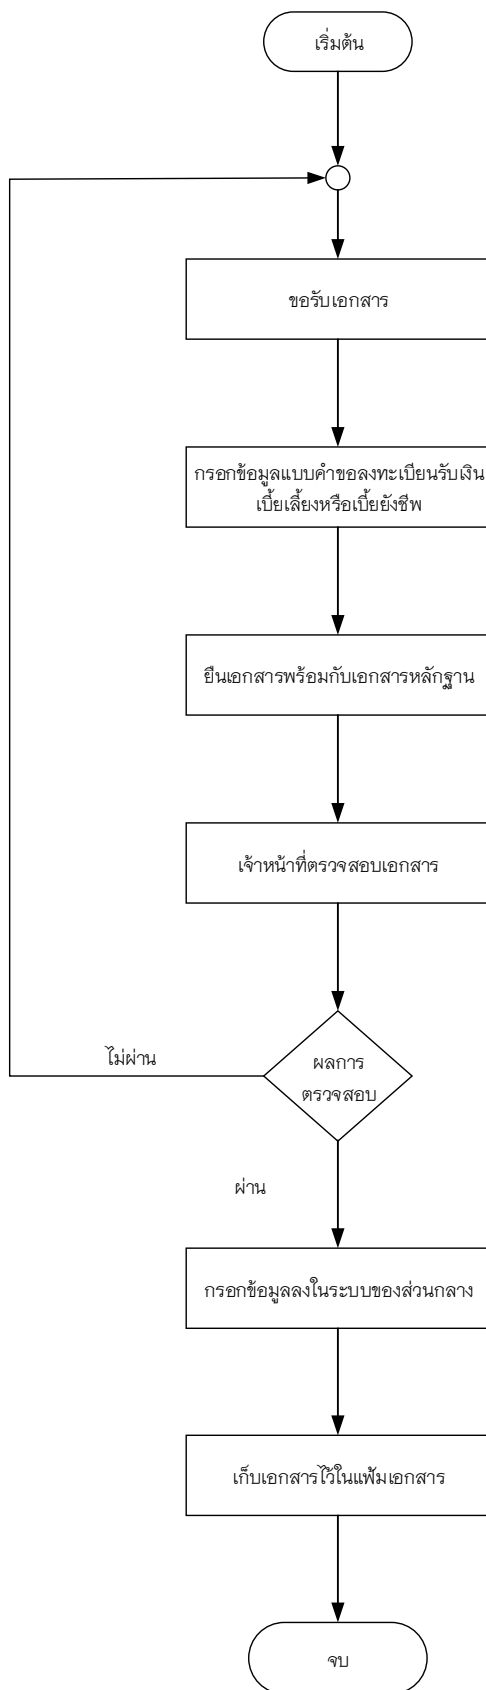 เริ่มต้น
ขอรับเอกสาร
กรอกข้อมูลแบบคำขอลงทะเบียนรับเงิน
เบี้ยเลี้ยงหรือเบี้ยยังชีพ
ยื่นเอกสารพร้อมกับเอกสารหลักฐาน
เจ้าหน้าที่ตรวจสอบเอกสาร
ผลการ
ตรวจสอบ
ไม่ผ่าน
ผ่าน
กรอกข้อมูลลงในระบบของส่วนกลาง
เก็บเอกสารไว้ในแฟ้มเอกสาร
จบ